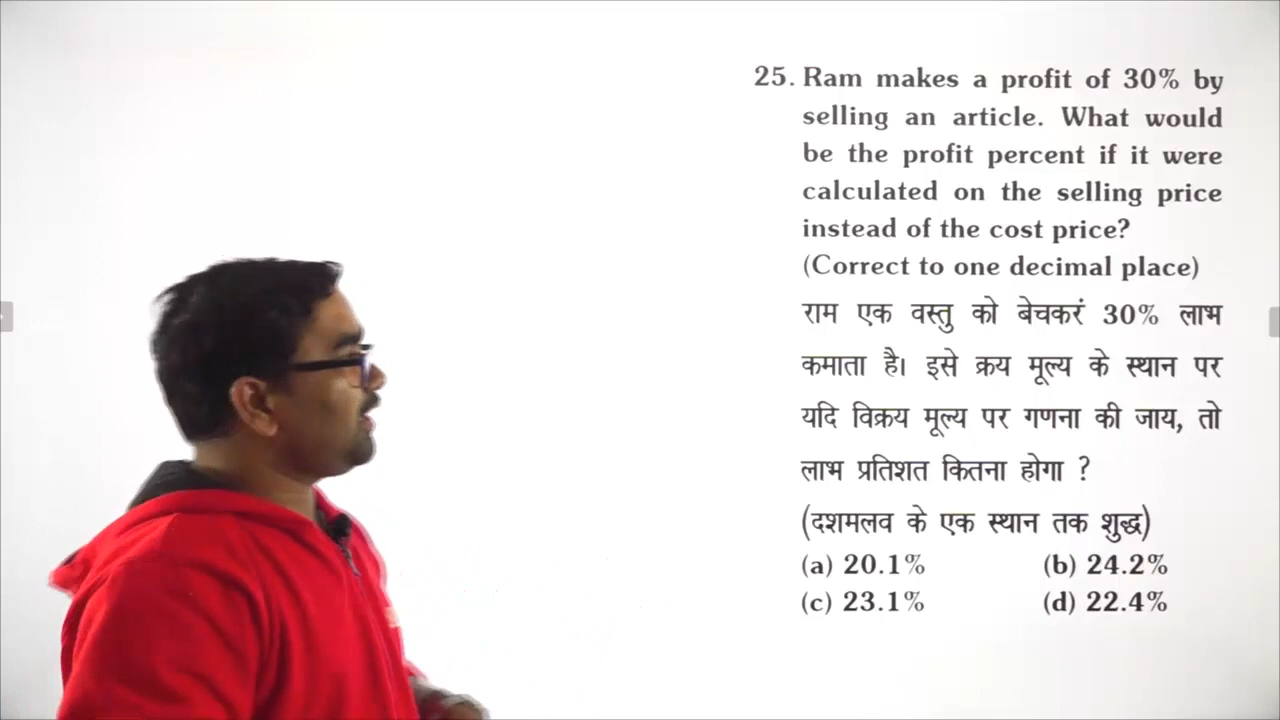 25. Ram makes a profit of 30% by
selling an article. What would
be the profit percent if it were
calculated on the selling price
instead of the cost price?
(Correct to one decimal place)
राम एक वस्तु को बेचकरं 30% लाभ
कमाता है। इसे क्रय मूल्य के स्थान पर
यदि विक्रय मूल्य पर गणना की जाय, तो
लाभ प्रतिशत कितना होगा ?
(दशमलव के एक स्थान तक शुद्ध)
(a) 20.1% (b) 24.2%
(c) 23.1% (d) 22.4%